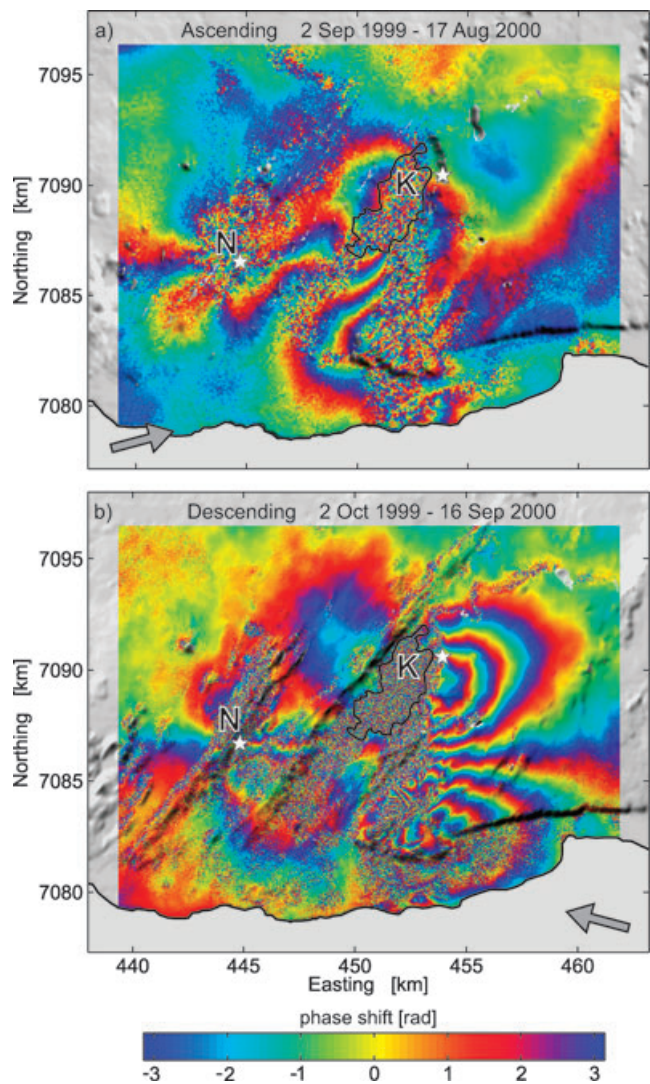 a) Ascending 2 Sep 1999 - 17 Aug 2000
7095
7090
7085
7080
Northing [km]
K
N
b) Descending 2 Oct 1999 - 16 Sep 2000
7095
7090
7085
7080
Northing [km]
K
N
440 445 450 455 460
Easting [km]
phase shift [rad]
-3 -2 -1 0 1 2 3